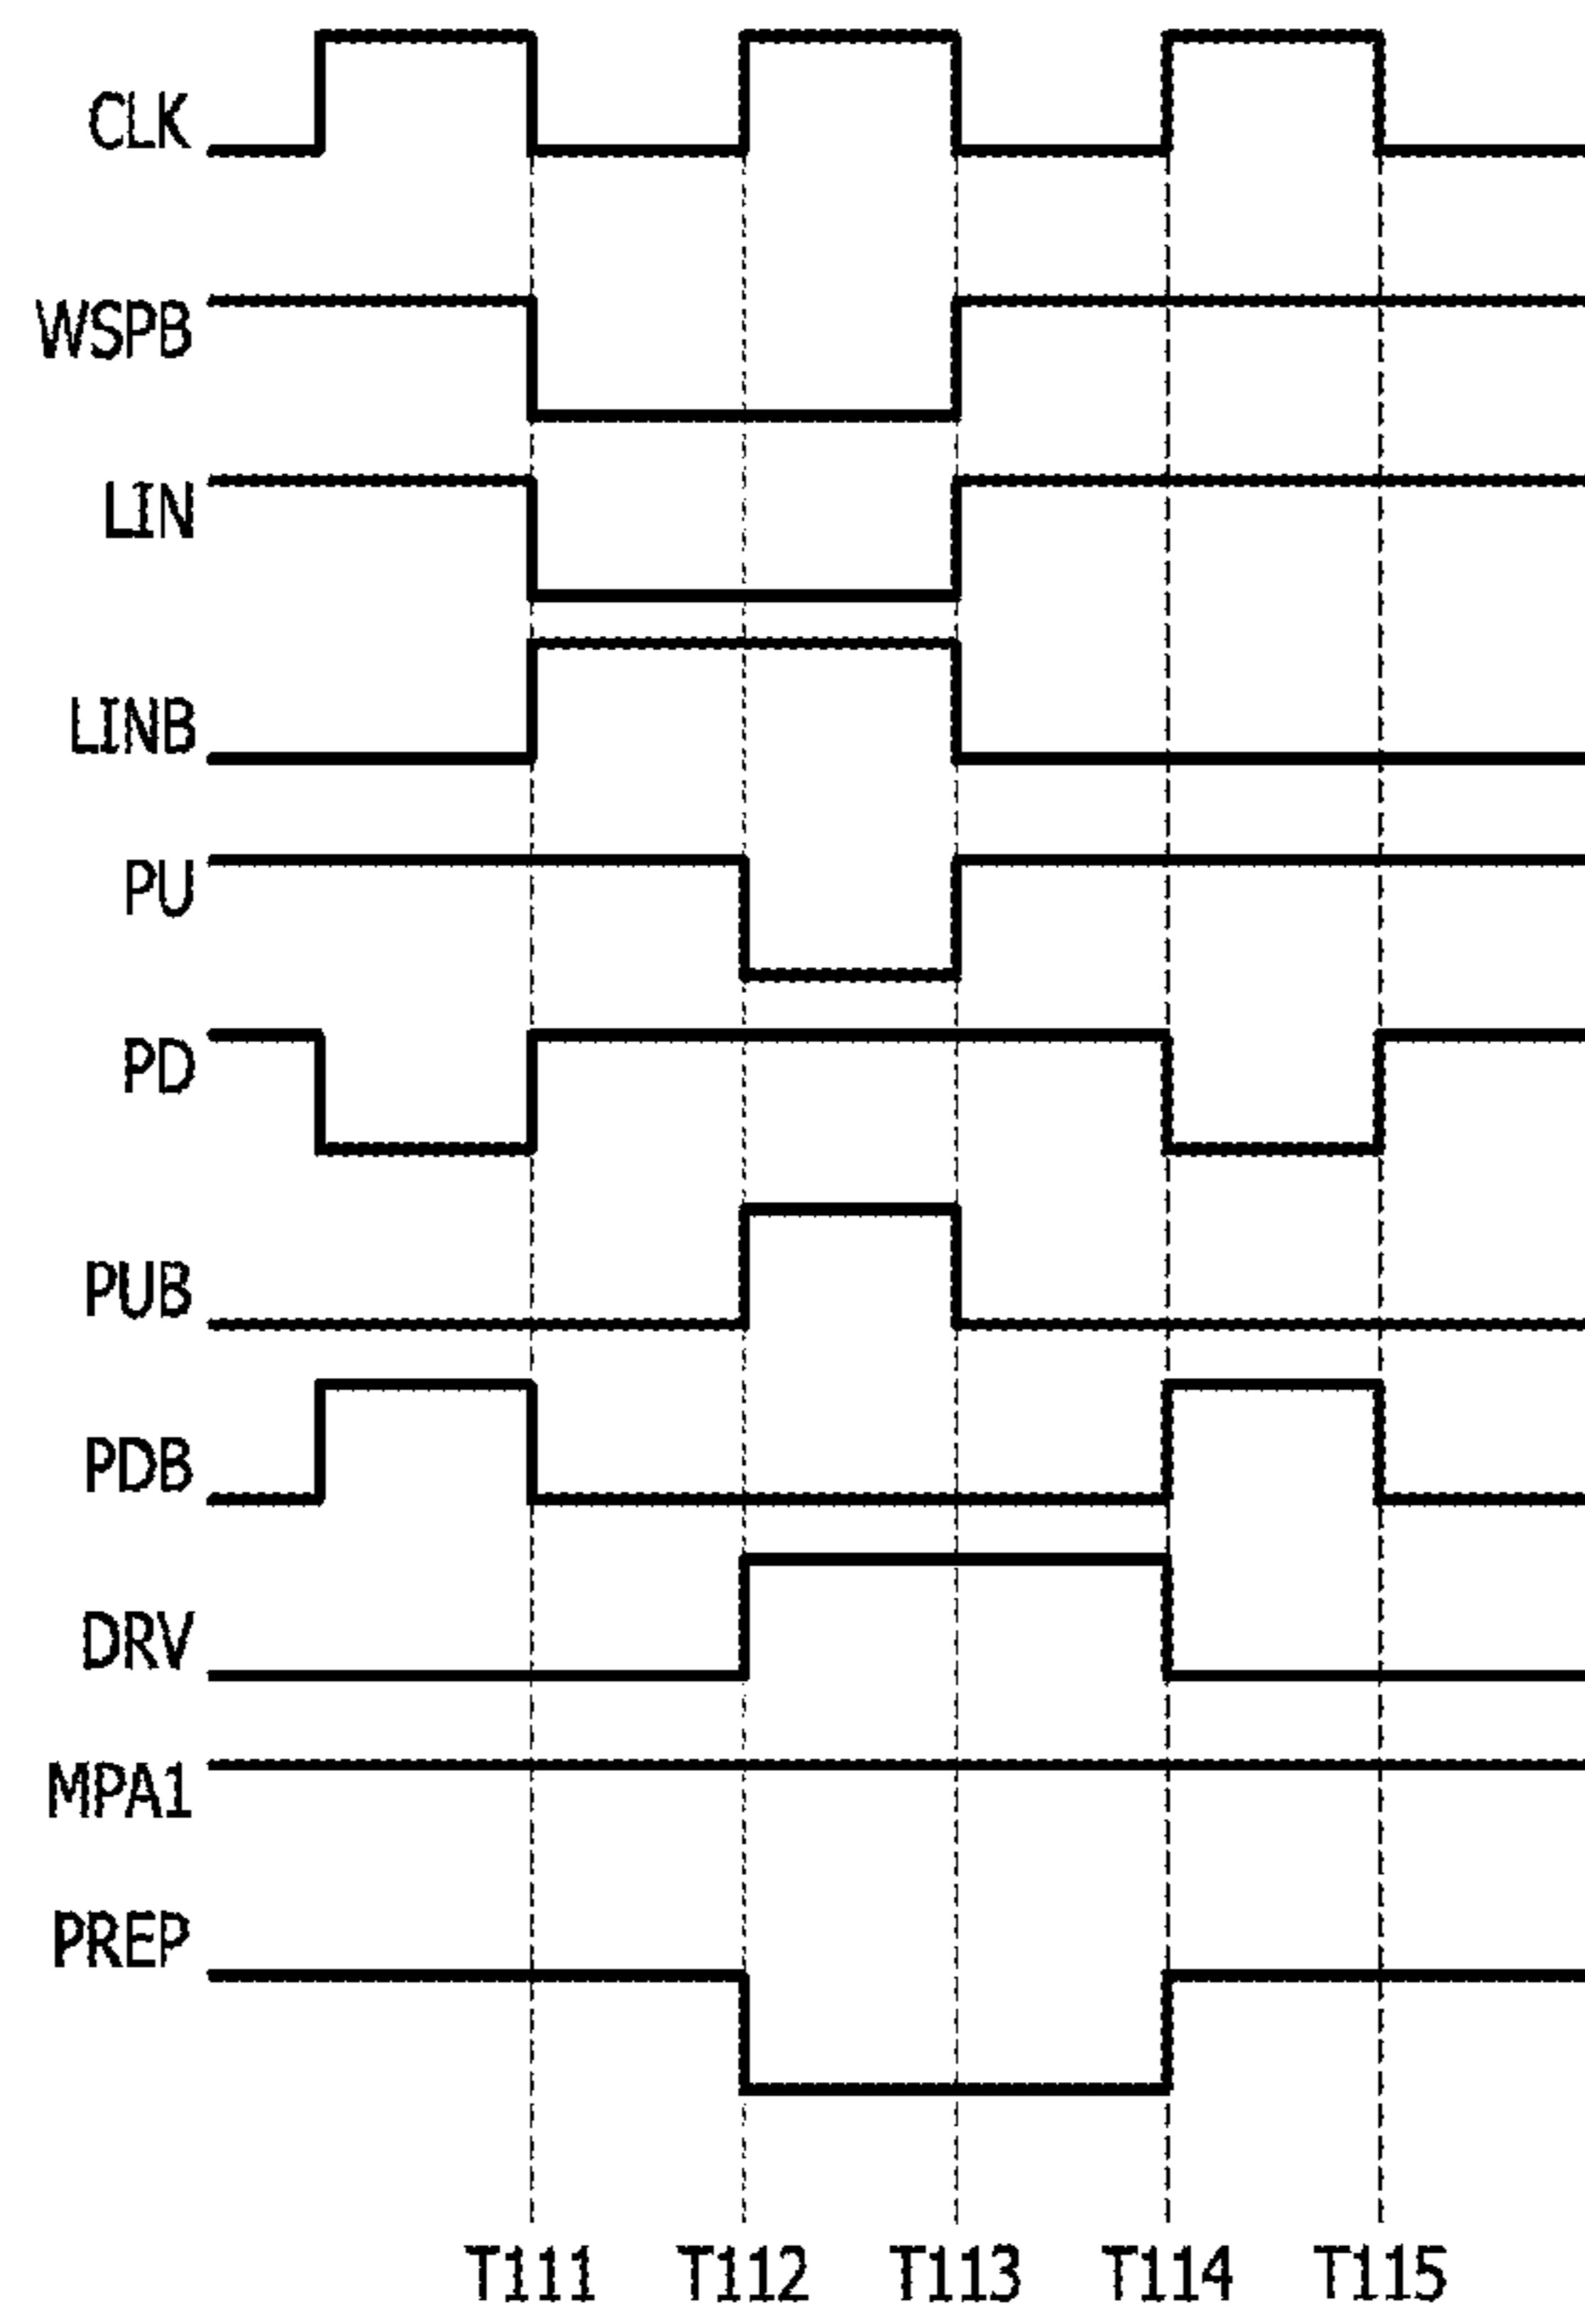 CLK
WSPB
LIN
LINB
PU
PD
PUB
PDB
DRV
MPA1
PREP
T111 T112 T113 T114 T115